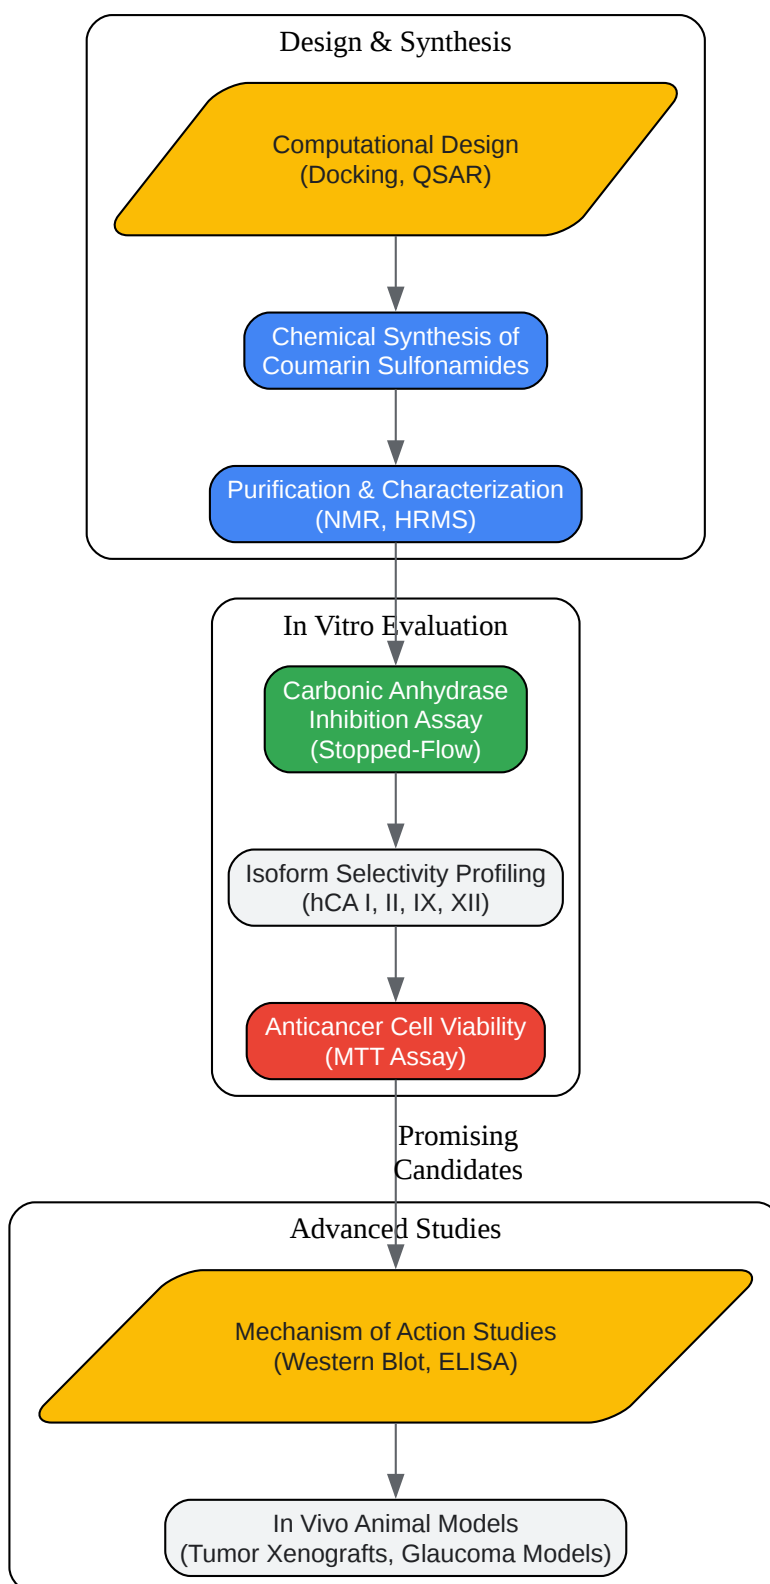 Design & Synthesis
Computational Design
(Docking, QSAR)
Chemical Synthesis of
Coumarin Sulfonamides
Purification & Characterization
(NMR, HRMS)
In Vitro Evaluation
Carbonic Anhydrase
Inhibition Assay
(Stopped-Flow)
Isoform Selectivity Profiling
(hCA I, II, IX, XII)
Anticancer Cell Viability
(MTT Assay)
Promising
Candidates
Advanced Studies
Mechanism of Action Studies
(Western Blot, ELISA)
In Vivo Animal Models
(Tumor Xenografts, Glaucoma Models)